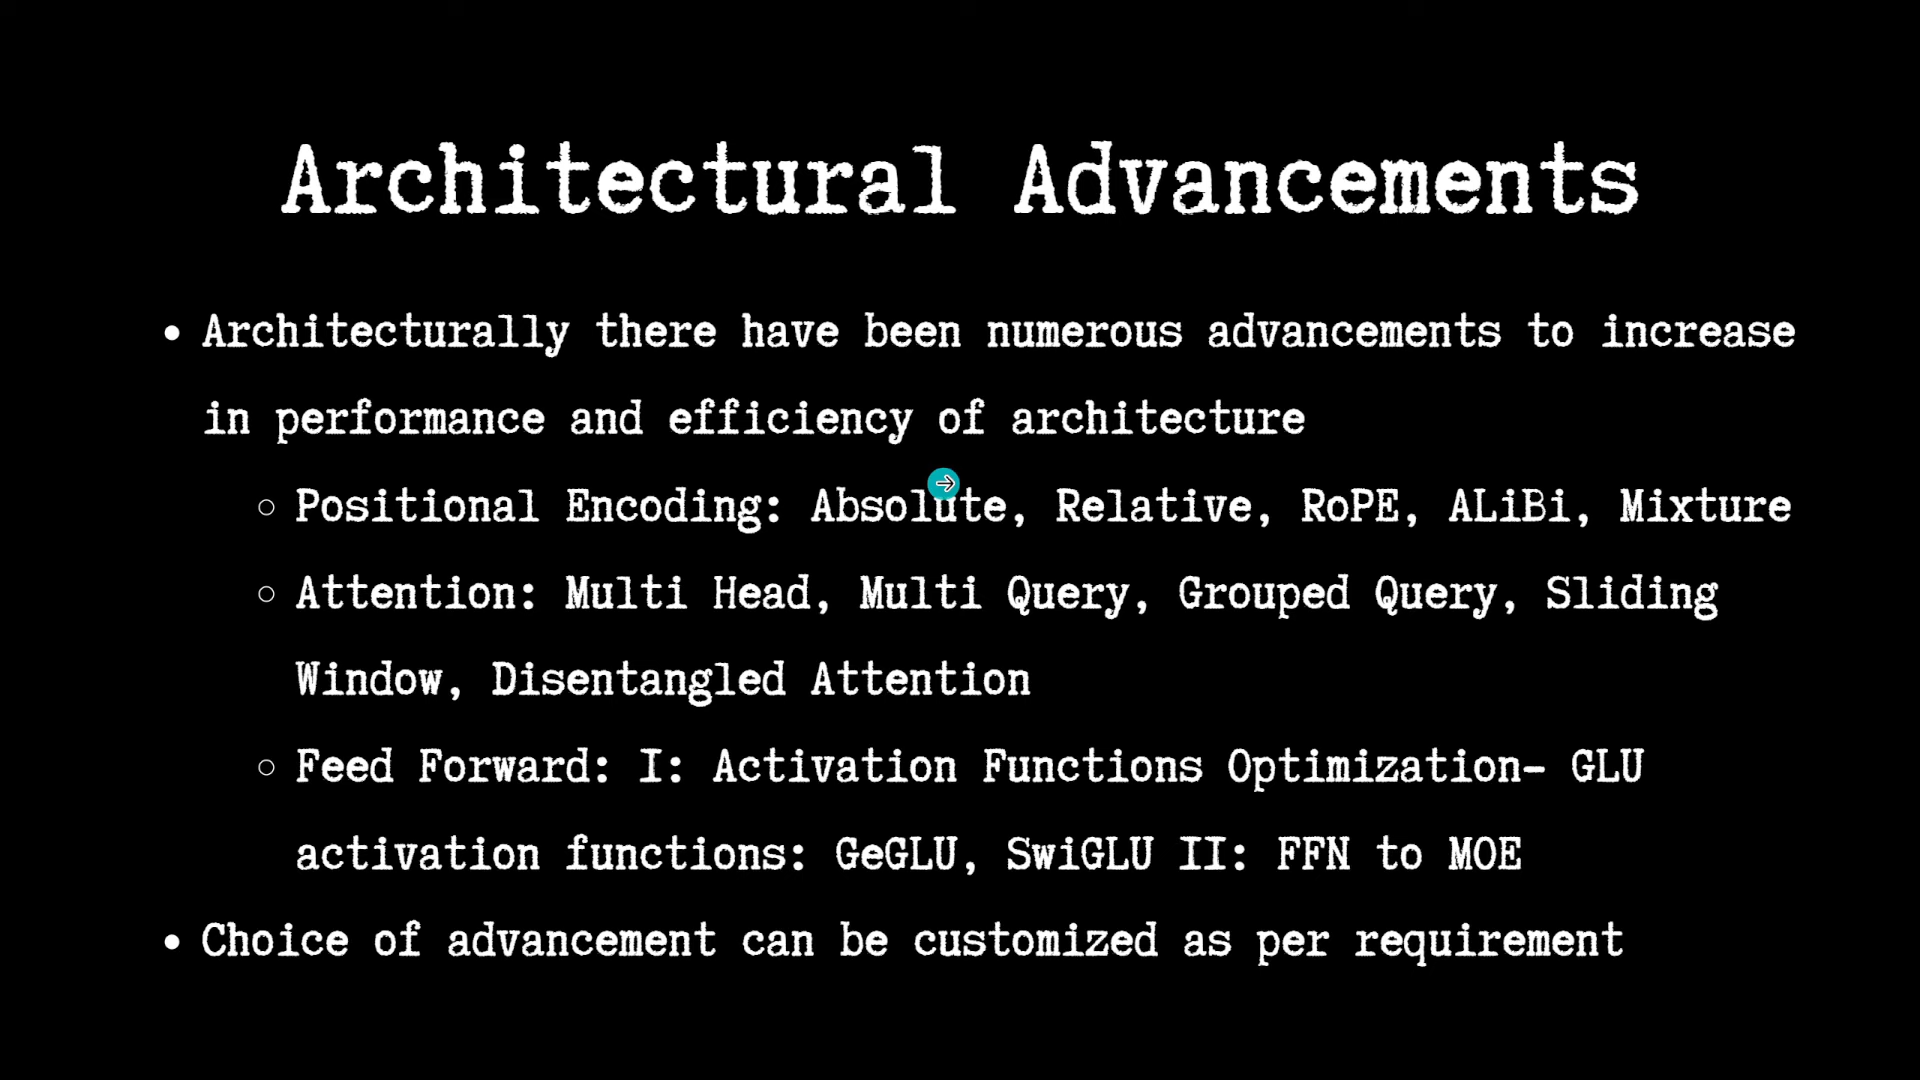 Architectural Advancements
• Architecturally there have been numerous advancements to increase
in performance and efficiency of architecture
○ Positional Encoding: Absolute, Relative, RoPE, ALiBi, Mixture
○ Attention: Multi Head, Multi Query, Grouped Query, Sliding
Window, Disentangled Attention
○ Feed Forward: I: Activation Functions Optimization- GLU
activation functions: GeGLU, SwiGLU II: FFN to MOE
• Choice of advancement can be customized as per requirement